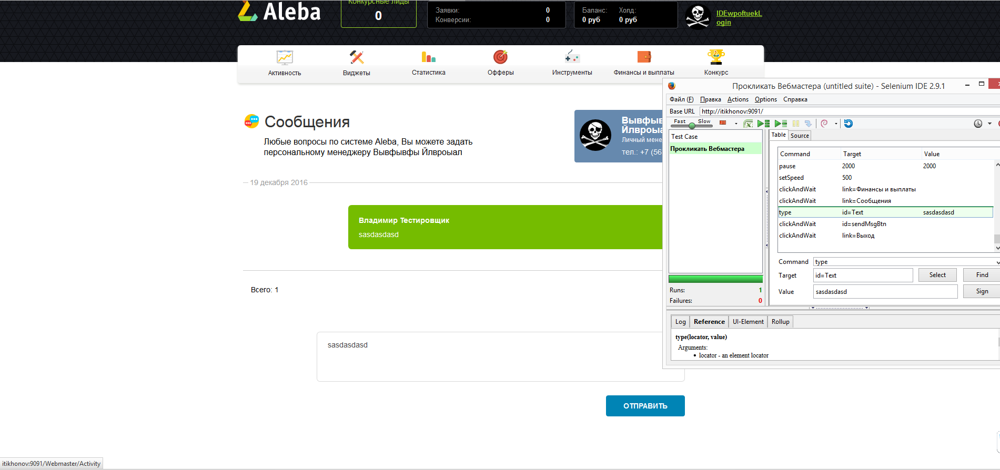 Конкурсные лиды
0
Aleba
Заявки: 0
Конверсии: 0
Баланс: Холд:
0 руб 0 руб
IDEwpoftuekL
ogin
Активность
Виджеты
Статистика
Офферы
Инструменты
Финансы и выплаты
Конкурс
Сообщения
Любые вопросы по системе Aleba, Вы можете задать
персональному менеджеру Вывфывфы Йлвроыал
Вывфыв
Йлвроы
Личный мене
тел.: +7 (56
19 декабря 2016
Владимир Тестировщик
sasdasdasd
Всего: 1
sasdasdasd
ОТПРАВИТЬ
itikhonov:9091/Webmaster/Activity
Прокликать Вебмастера (untitled suite) - Selenium IDE 2.9.1
Файл (F) Правка Actions Options Справка
Base URL http://itikhonov:9091/
Fast Slow
Test Case
Прокликать Вебмастера
Runs: 1
Failures: 0
Table Source
Command Target Value
pause 2000 2000
setSpeed 500
clickAndWait link=Финансы и выплаты
clickAndWait link=Сообщения
type id=Text sasdasdasd
clickAndWait id=sendMsgBtn
clickAndWait link=Выход
Command type
Target id=Text Select Find
Value sasdasdasd Sign
Log Reference UI-Element Rollup
type(locator, value)
Arguments:
• locator - an element locator